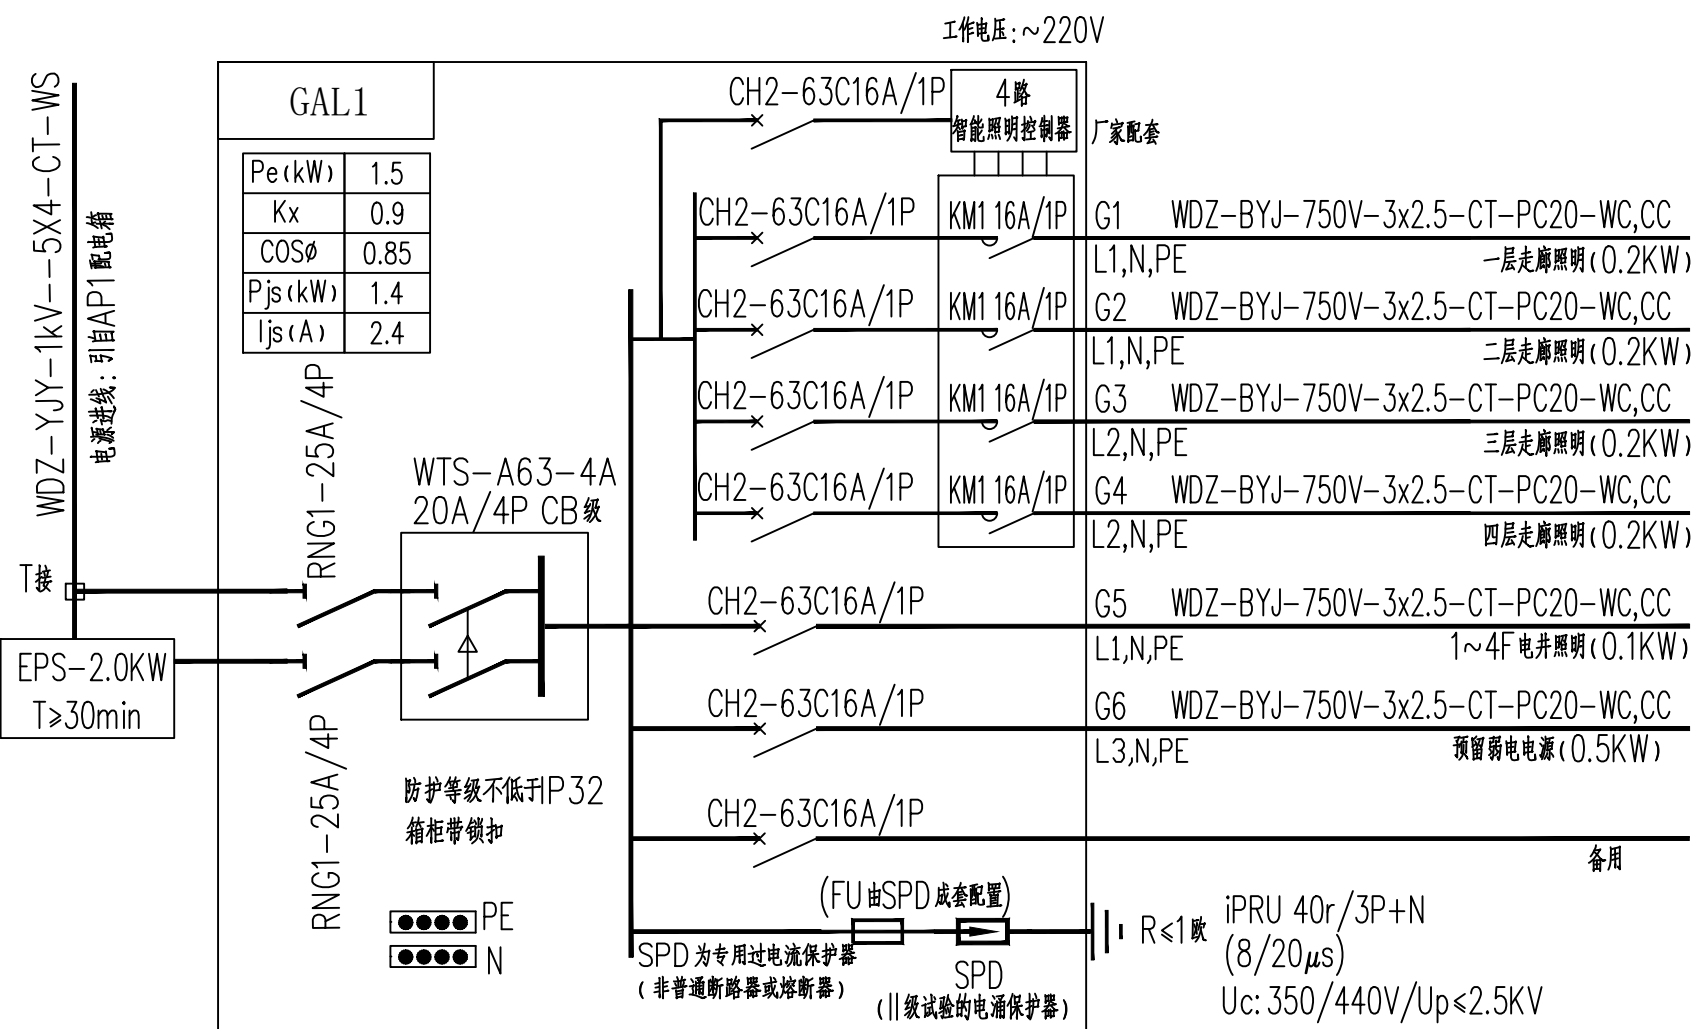 工作电压:~220V
GAL1
Pe(kW) 1.5
Kx 0.9
COSø 0.85
Pjs(kW) 1.4
Ijs(A) 2.4
WDZ-YJY-1kV--5X4-CT-WS
电源进线:引自AP1配电箱
T接
EPS-2.0KW
T≥30min
RNG1-25A/4P
RNG1-25A/4P
WTS-A63-4A
20A/4P CB级
防护等级不低于IP32
箱柜带锁扣
PE
N
CH2-63C16A/1P
4路
智能照明控制器
厂家配套
CH2-63C16A/1P KM1 16A/1P G1 WDZ-BYJ-750V-3x2.5-CT-PC20-WC,CC
L1,N,PE 一层走廊照明(0.2KW)
CH2-63C16A/1P KM1 16A/1P G2 WDZ-BYJ-750V-3x2.5-CT-PC20-WC,CC
L1,N,PE 二层走廊照明(0.2KW)
CH2-63C16A/1P KM1 16A/1P G3 WDZ-BYJ-750V-3x2.5-CT-PC20-WC,CC
L2,N,PE 三层走廊照明(0.2KW)
CH2-63C16A/1P KM1 16A/1P G4 WDZ-BYJ-750V-3x2.5-CT-PC20-WC,CC
L2,N,PE 四层走廊照明(0.2KW)
CH2-63C16A/1P G5 WDZ-BYJ-750V-3x2.5-CT-PC20-WC,CC
L1,N,PE 1~4F电井照明(0.1KW)
CH2-63C16A/1P G6 WDZ-BYJ-750V-3x2.5-CT-PC20-WC,CC
L3,N,PE 预留弱电电源(0.5KW)
CH2-63C16A/1P
备用
(FU由SPD成套配置)
SPD为专用过电流保护器
(非普通断路器或熔断器)
SPD
(II级试验的电涌保护器)
R≤1欧
iPRU 40r/3P+N
(8/20μs)
Uc:350/440V/Up≤2.5KV